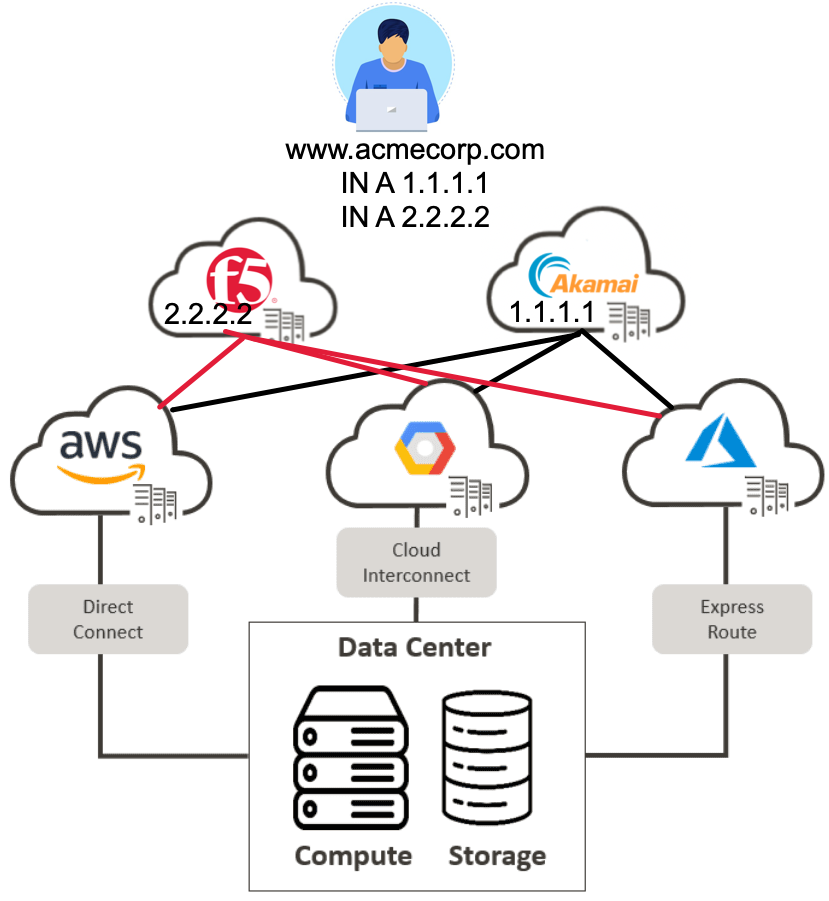 www.acmecorp.com
IN A 1.1.1.1
IN A 2.2.2.2
f5
2.2.2.2
Akamai
1.1.1.1
aws
Cloud
Interconnect
Direct
Connect
Express
Route
Data Center
Compute
Storage